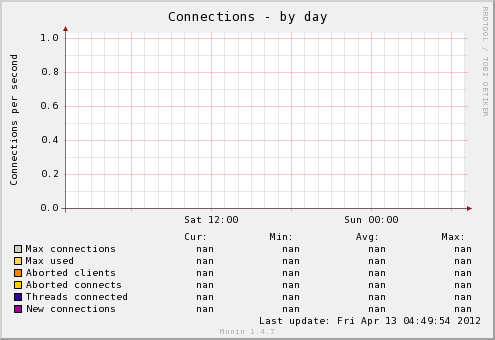 Connections - by day
RRDTOOL / TOBI OETIKER
Connections per second
1.0
0.8
0.6
0.4
0.2
0.0
Sat 12:00 Sun 00:00
Cur: Min: Avg: Max:
Max connections nan nan nan nan
Max used nan nan nan nan
Aborted clients nan nan nan nan
Aborted connects nan nan nan nan
Threads connected nan nan nan nan
New connections nan nan nan nan
Last update: Fri Apr 13 04:49:54 2012
Munin 1.4.7